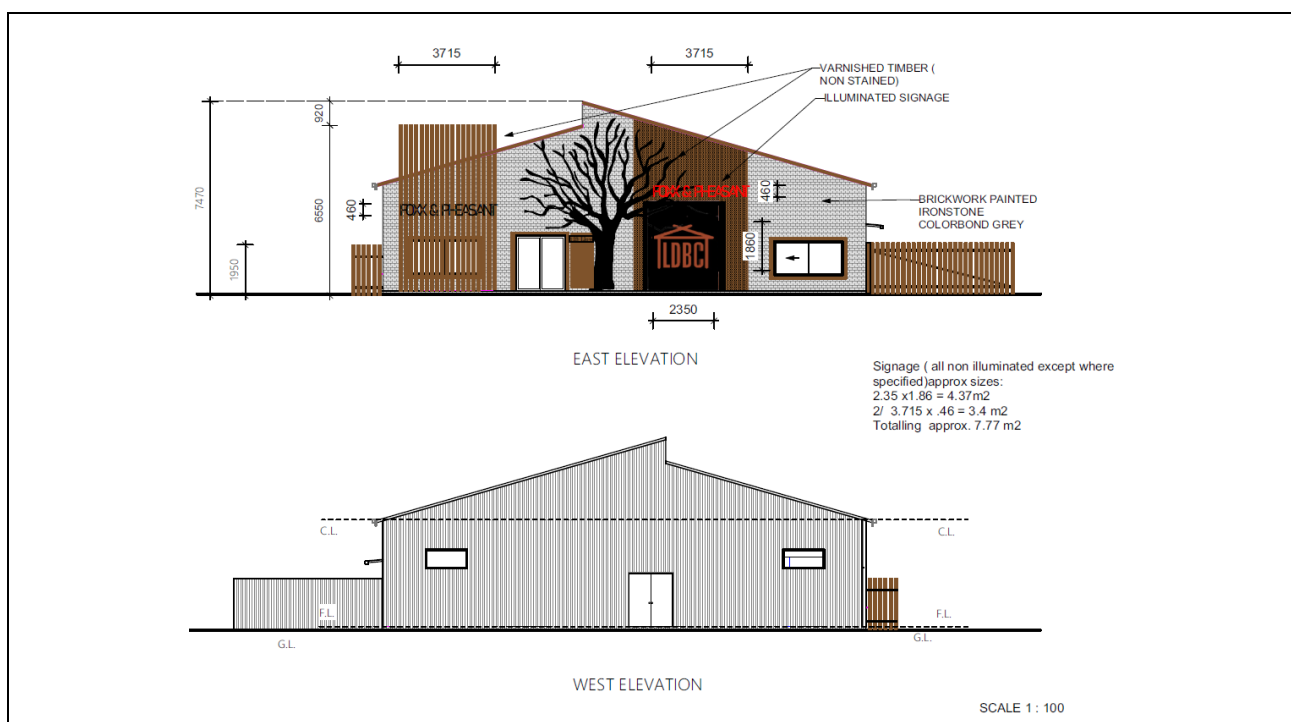 3715
3715
VARNISHED TIMBER (
NON STAINED)
ILLUMINATED SIGNAGE
920
7470
6550
460
1950
FOXX & PHEASANT
FOXX & PHEASANT
460
1860
LDBC
BRICKWORK PAINTED
IRONSTONE
COLORBOND GREY
2350
EAST ELEVATION
Signage ( all non illuminated except where
specified)approx sizes:
2.35 x1.86 = 4.37m2
2/ 3.715 x .46 = 3.4 m2
Totalling approx. 7.77 m2
C.L.
C.L.
F.L.
F.L.
G.L.
G.L.
WEST ELEVATION
SCALE 1 : 100